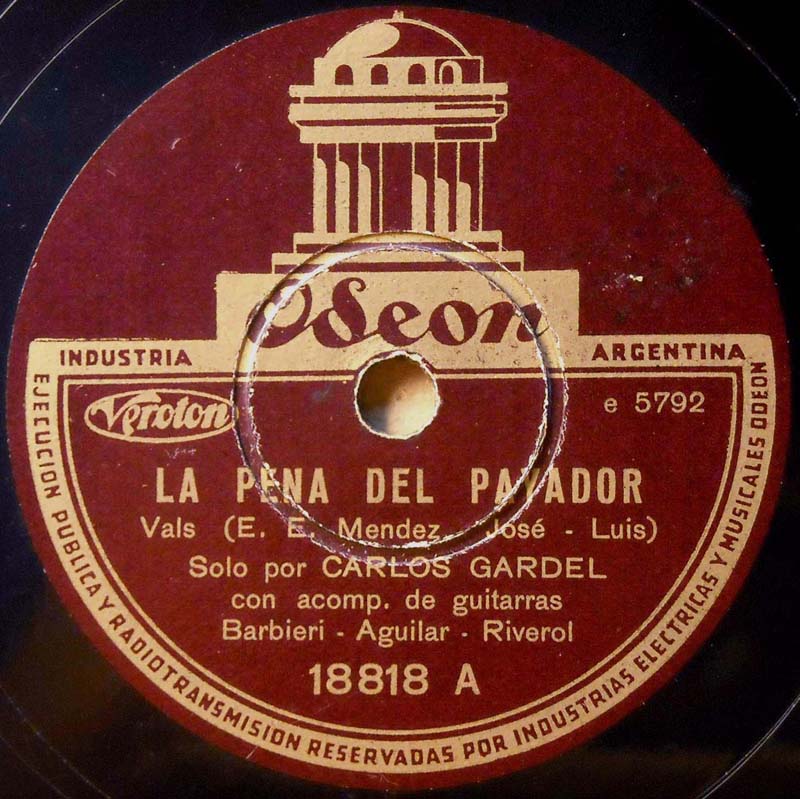 Odeon
INDUSTRIA ARGENTINA
Veroton
e 5792
LA PENA DEL PAYADOR
Vals (E. E. Mendez - José - Luis)
Solo por CARLOS GARDEL
con acomp. de guitarras
Barbieri - Aguilar - Riverol
18818 A
EJECUCION PUBLICA Y RADIOTRANSMISION RESERVADAS POR INDUSTRIAS ELECTRICAS Y MUSICALES ODEON